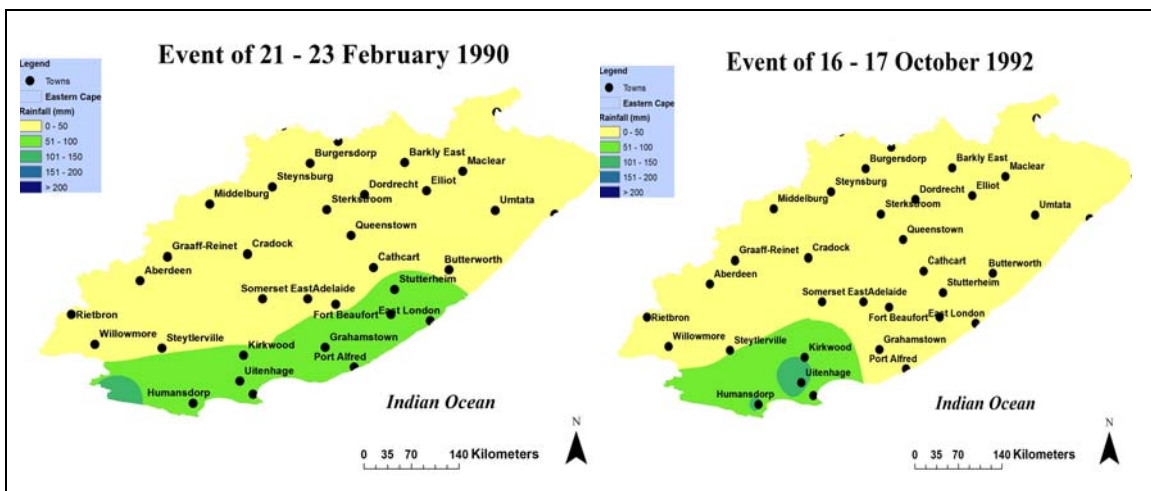 Event of 21 - 23 February 1990
Legend
Towns
Eastern Cape
Rainfall (mm)
0 - 50
51 - 100
101 - 150
151 - 200
> 200
Burgersdorp
Barkly East
Maclear
Steynsburg
Dordrecht
Elliot
Middelburg
Sterkstroom
Umtata
Queenstown
Graaff-Reinet
Cradock
Cathcart
Butterworth
Aberdeen
Stutterheim
Somerset East
Adelaide
Rietbron
Fort Beaufort
East London
Willowmore
Steytlerville
Grahamstown
Kirkwood
Port Alfred
Uitenhage
Humansdorp
Indian Ocean
N
0 35 70 140 Kilometers
Event of 16 - 17 October 1992
Legend
Towns
Eastern Cape
Rainfall (mm)
0 - 50
51 - 100
101 - 150
151 - 200
> 200
Burgersdorp
Barkly East
Maclear
Steynsburg
Dordrecht
Elliot
Middelburg
Sterkstroom
Umtata
Queenstown
Graaff-Reinet
Cradock
Cathcart
Butterworth
Aberdeen
Stutterheim
Somerset East
Adelaide
Rietbron
Fort Beaufort
East London
Willowmore
Steytlerville
Kirkwood
Grahamstown
Port Alfred
Uitenhage
Humansdorp
Indian Ocean
N
0 35 70 140 Kilometers